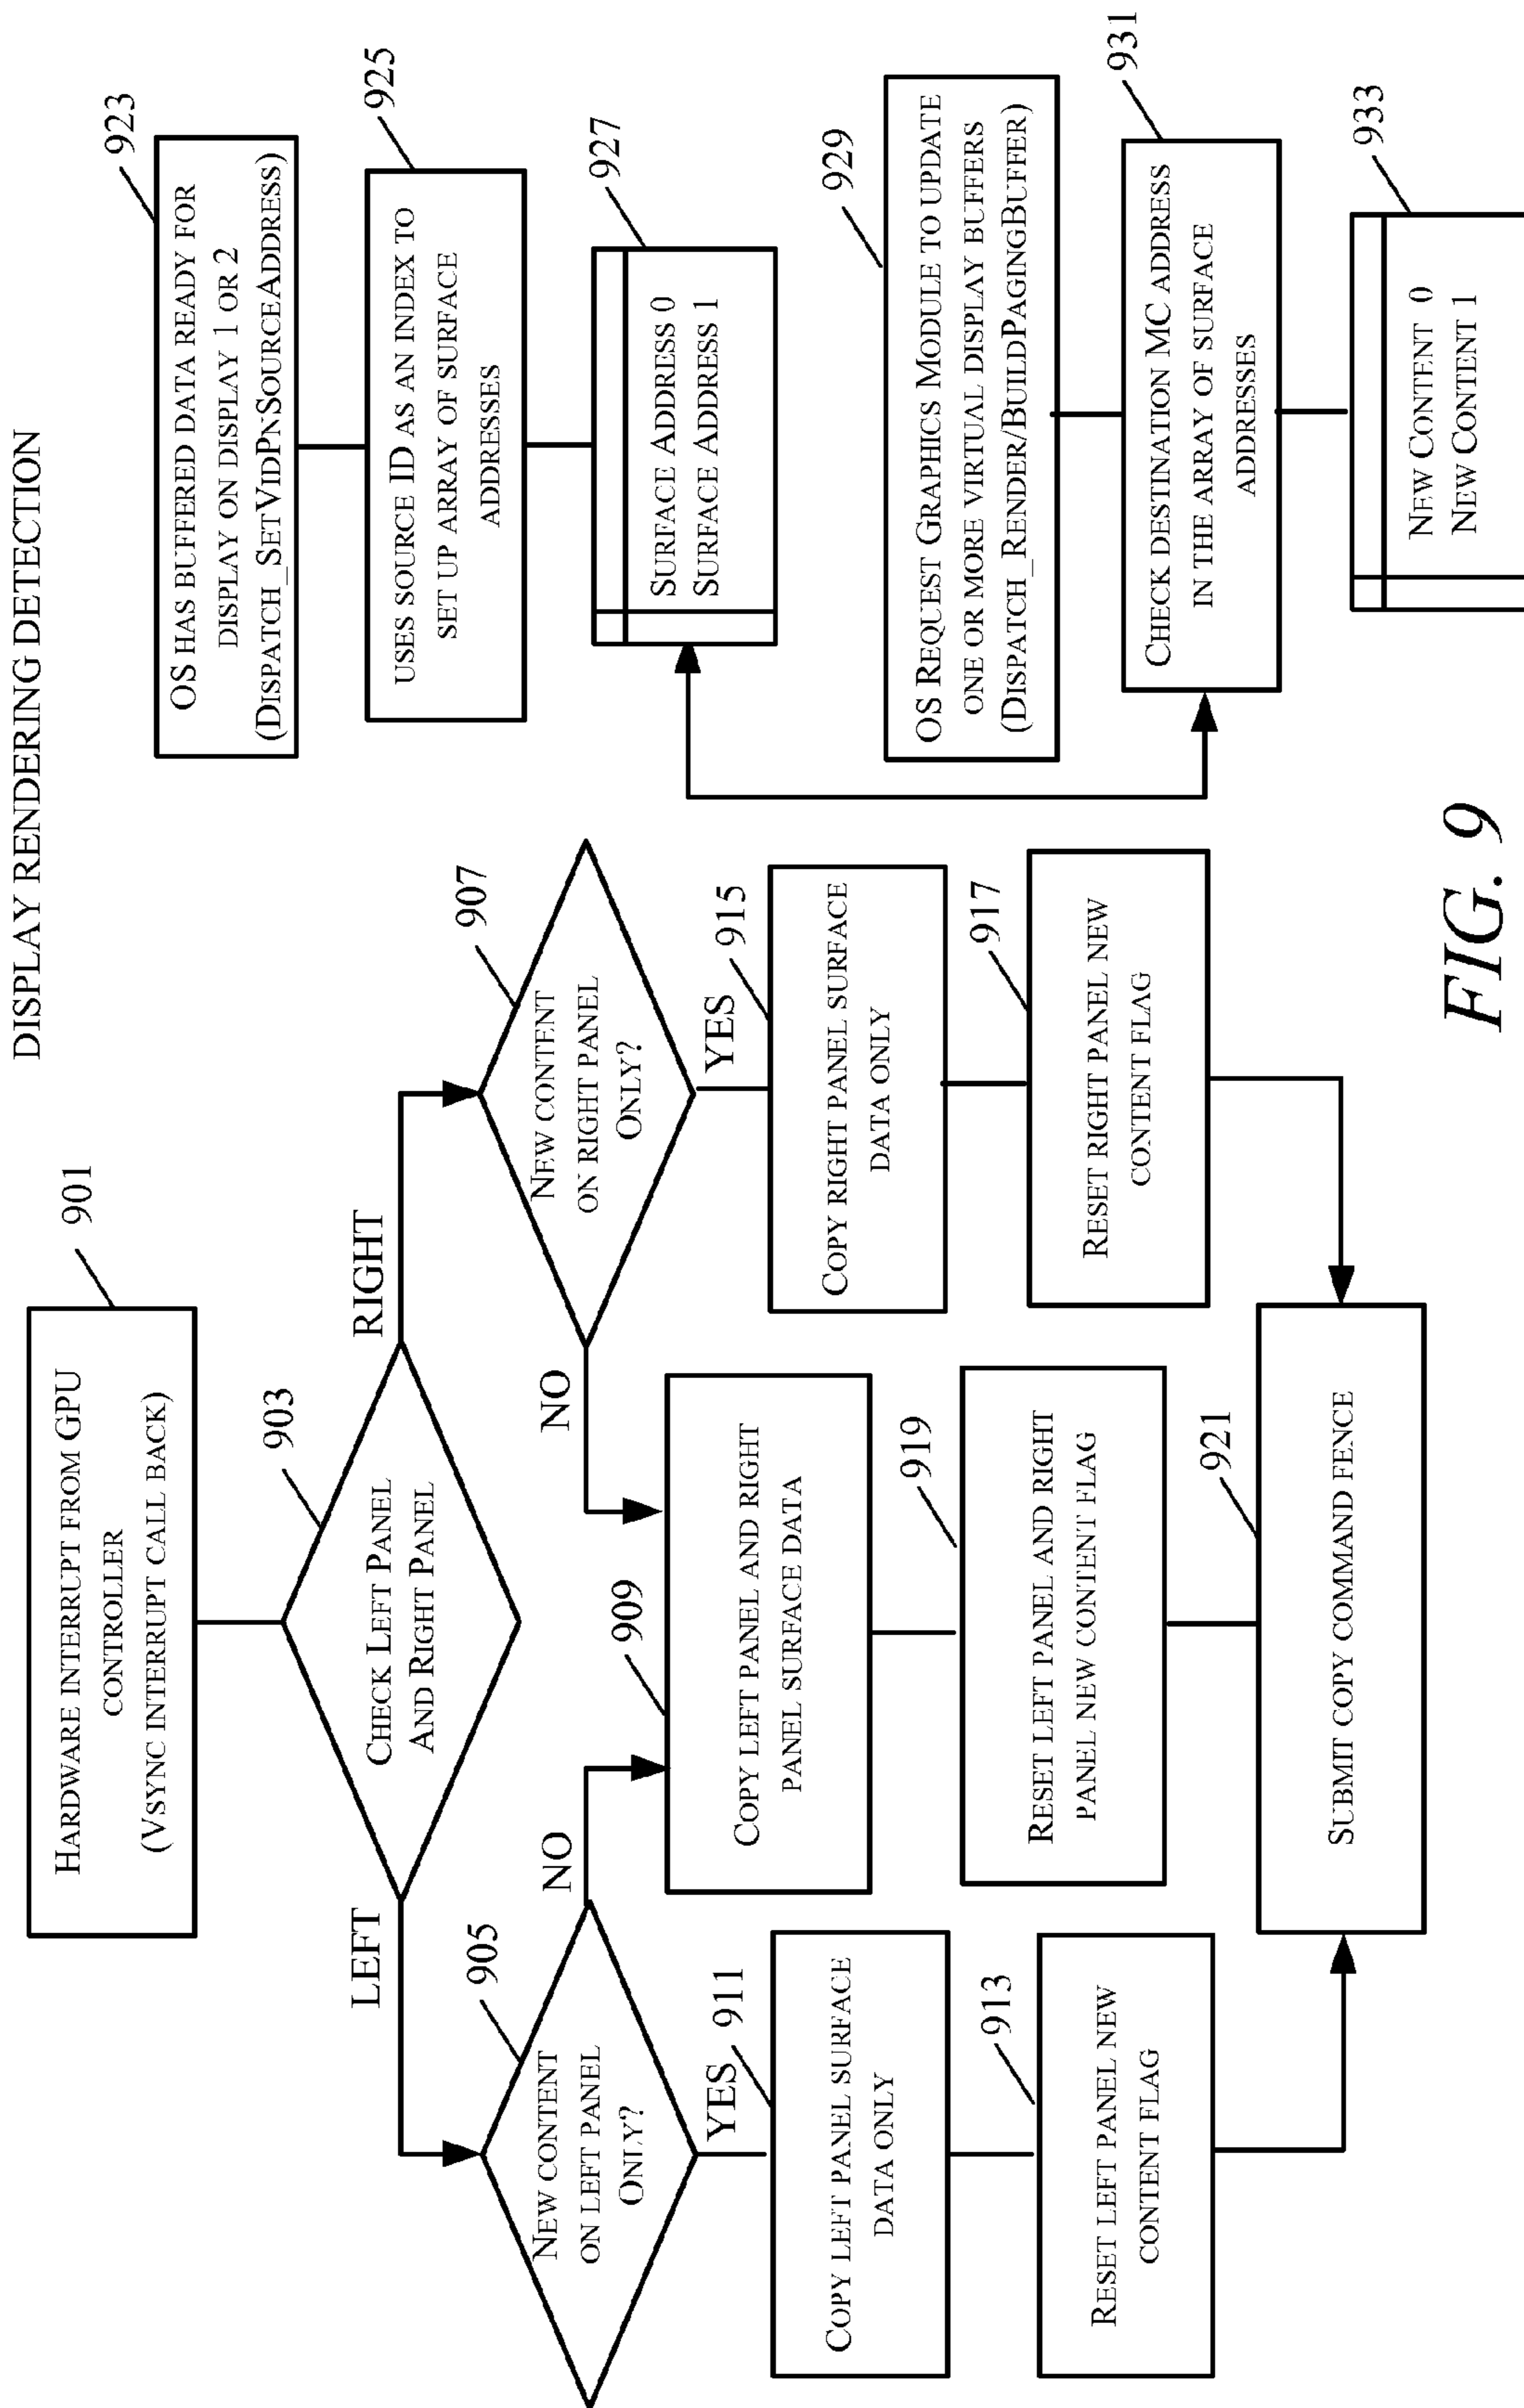 DISPLAY RENDERING DETECTION
HARDWARE INTERRUPT FROM GPU
CONTROLLER
(VSYNC INTERRUPT CALL BACK)
901
903
CHECK LEFT PANEL
AND RIGHT PANEL
LEFT
RIGHT
905
NEW CONTENT
ON LEFT PANEL
ONLY?
NO
YES
907
NEW CONTENT
ON RIGHT PANEL
ONLY?
NO
YES
909
COPY LEFT PANEL AND RIGHT
PANEL SURFACE DATA
911
COPY LEFT PANEL SURFACE
DATA ONLY
913
RESET LEFT PANEL NEW
CONTENT FLAG
915
COPY RIGHT PANEL SURFACE
DATA ONLY
917
RESET RIGHT PANEL NEW
CONTENT FLAG
919
RESET LEFT PANEL AND RIGHT
PANEL NEW CONTENT FLAG
921
SUBMIT COPY COMMAND FENCE
923
OS HAS BUFFERED DATA READY FOR
DISPLAY ON DISPLAY 1 OR 2
(DISPATCH_SETVIDPNSOURCEADDRESS)
925
USES SOURCE ID AS AN INDEX TO
SET UP ARRAY OF SURFACE
ADDRESSES
927
SURFACE ADDRESS 0
SURFACE ADDRESS 1
929
OS REQUEST GRAPHICS MODULE TO UPDATE
ONE OR MORE VIRTUAL DISPLAY BUFFERS
(DISPATCH_RENDER/BUILDPAGINGBUFFER)
931
CHECK DESTINATION MC ADDRESS
IN THE ARRAY OF SURFACE
ADDRESSES
933
NEW CONTENT 0
NEW CONTENT 1
FIG. 9